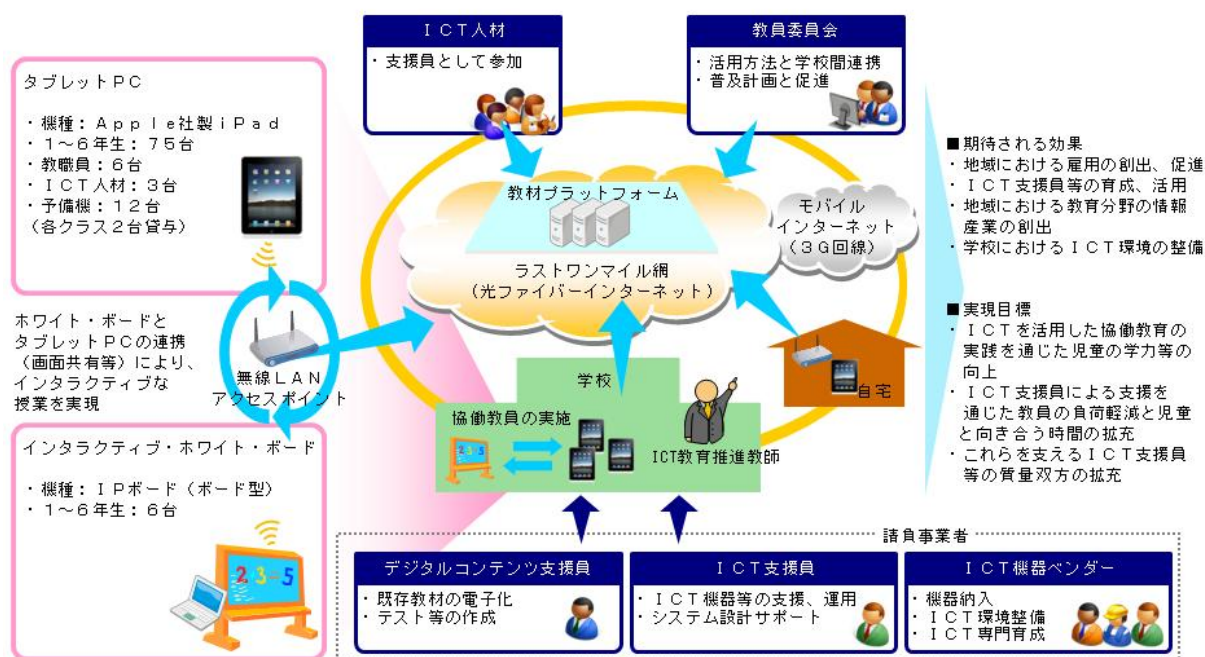 ICT人材
・支援員として参加
教員委員会
・活用方法と学校間連携
・普及計画と促進
タブレットPC
・機種:Apple社製iPad
・1~6年生:75台
・教職員:6台
・ICT人材:3台
・予備機:12台
(各クラス2台貸与)
ホワイト・ボードと
タブレットPCの連携
(画面共有等)により、
インタラクティブな
授業を実現
無線LAN
アクセスポイント
インタラクティブ・ホワイト・ボード
・機種:IPボード(ボード型)
・1~6年生:6台
2 3 5
教材プラットフォーム
ラストワンマイル網
(光ファイバーインターネット)
モバイル
インターネット
(3G回線)
自宅
学校
協働教員の実施
ICT教育推進教師
■期待される効果
・地域における雇用の創出、促進
・ICT支援員等の育成、活用
・地域における教育分野の情報
産業の創出
・学校におけるICT環境の整備
■実現目標
・ICTを活用した協働教育の
実践を通じた児童の学力等の
向上
・ICT支援員による支援を
通じた教員の負荷軽減と児童
と向き合う時間の拡充
・これらを支えるICT支援員
等の質量双方の拡充
請負事業者
デジタルコンテンツ支援員
・既存教材の電子化
・テスト等の作成
ICT支援員
・ICT機器等の支援、運用
・システム設計サポート
ICT機器ベンダー
・機器納入
・ICT環境整備
・ICT専門育成